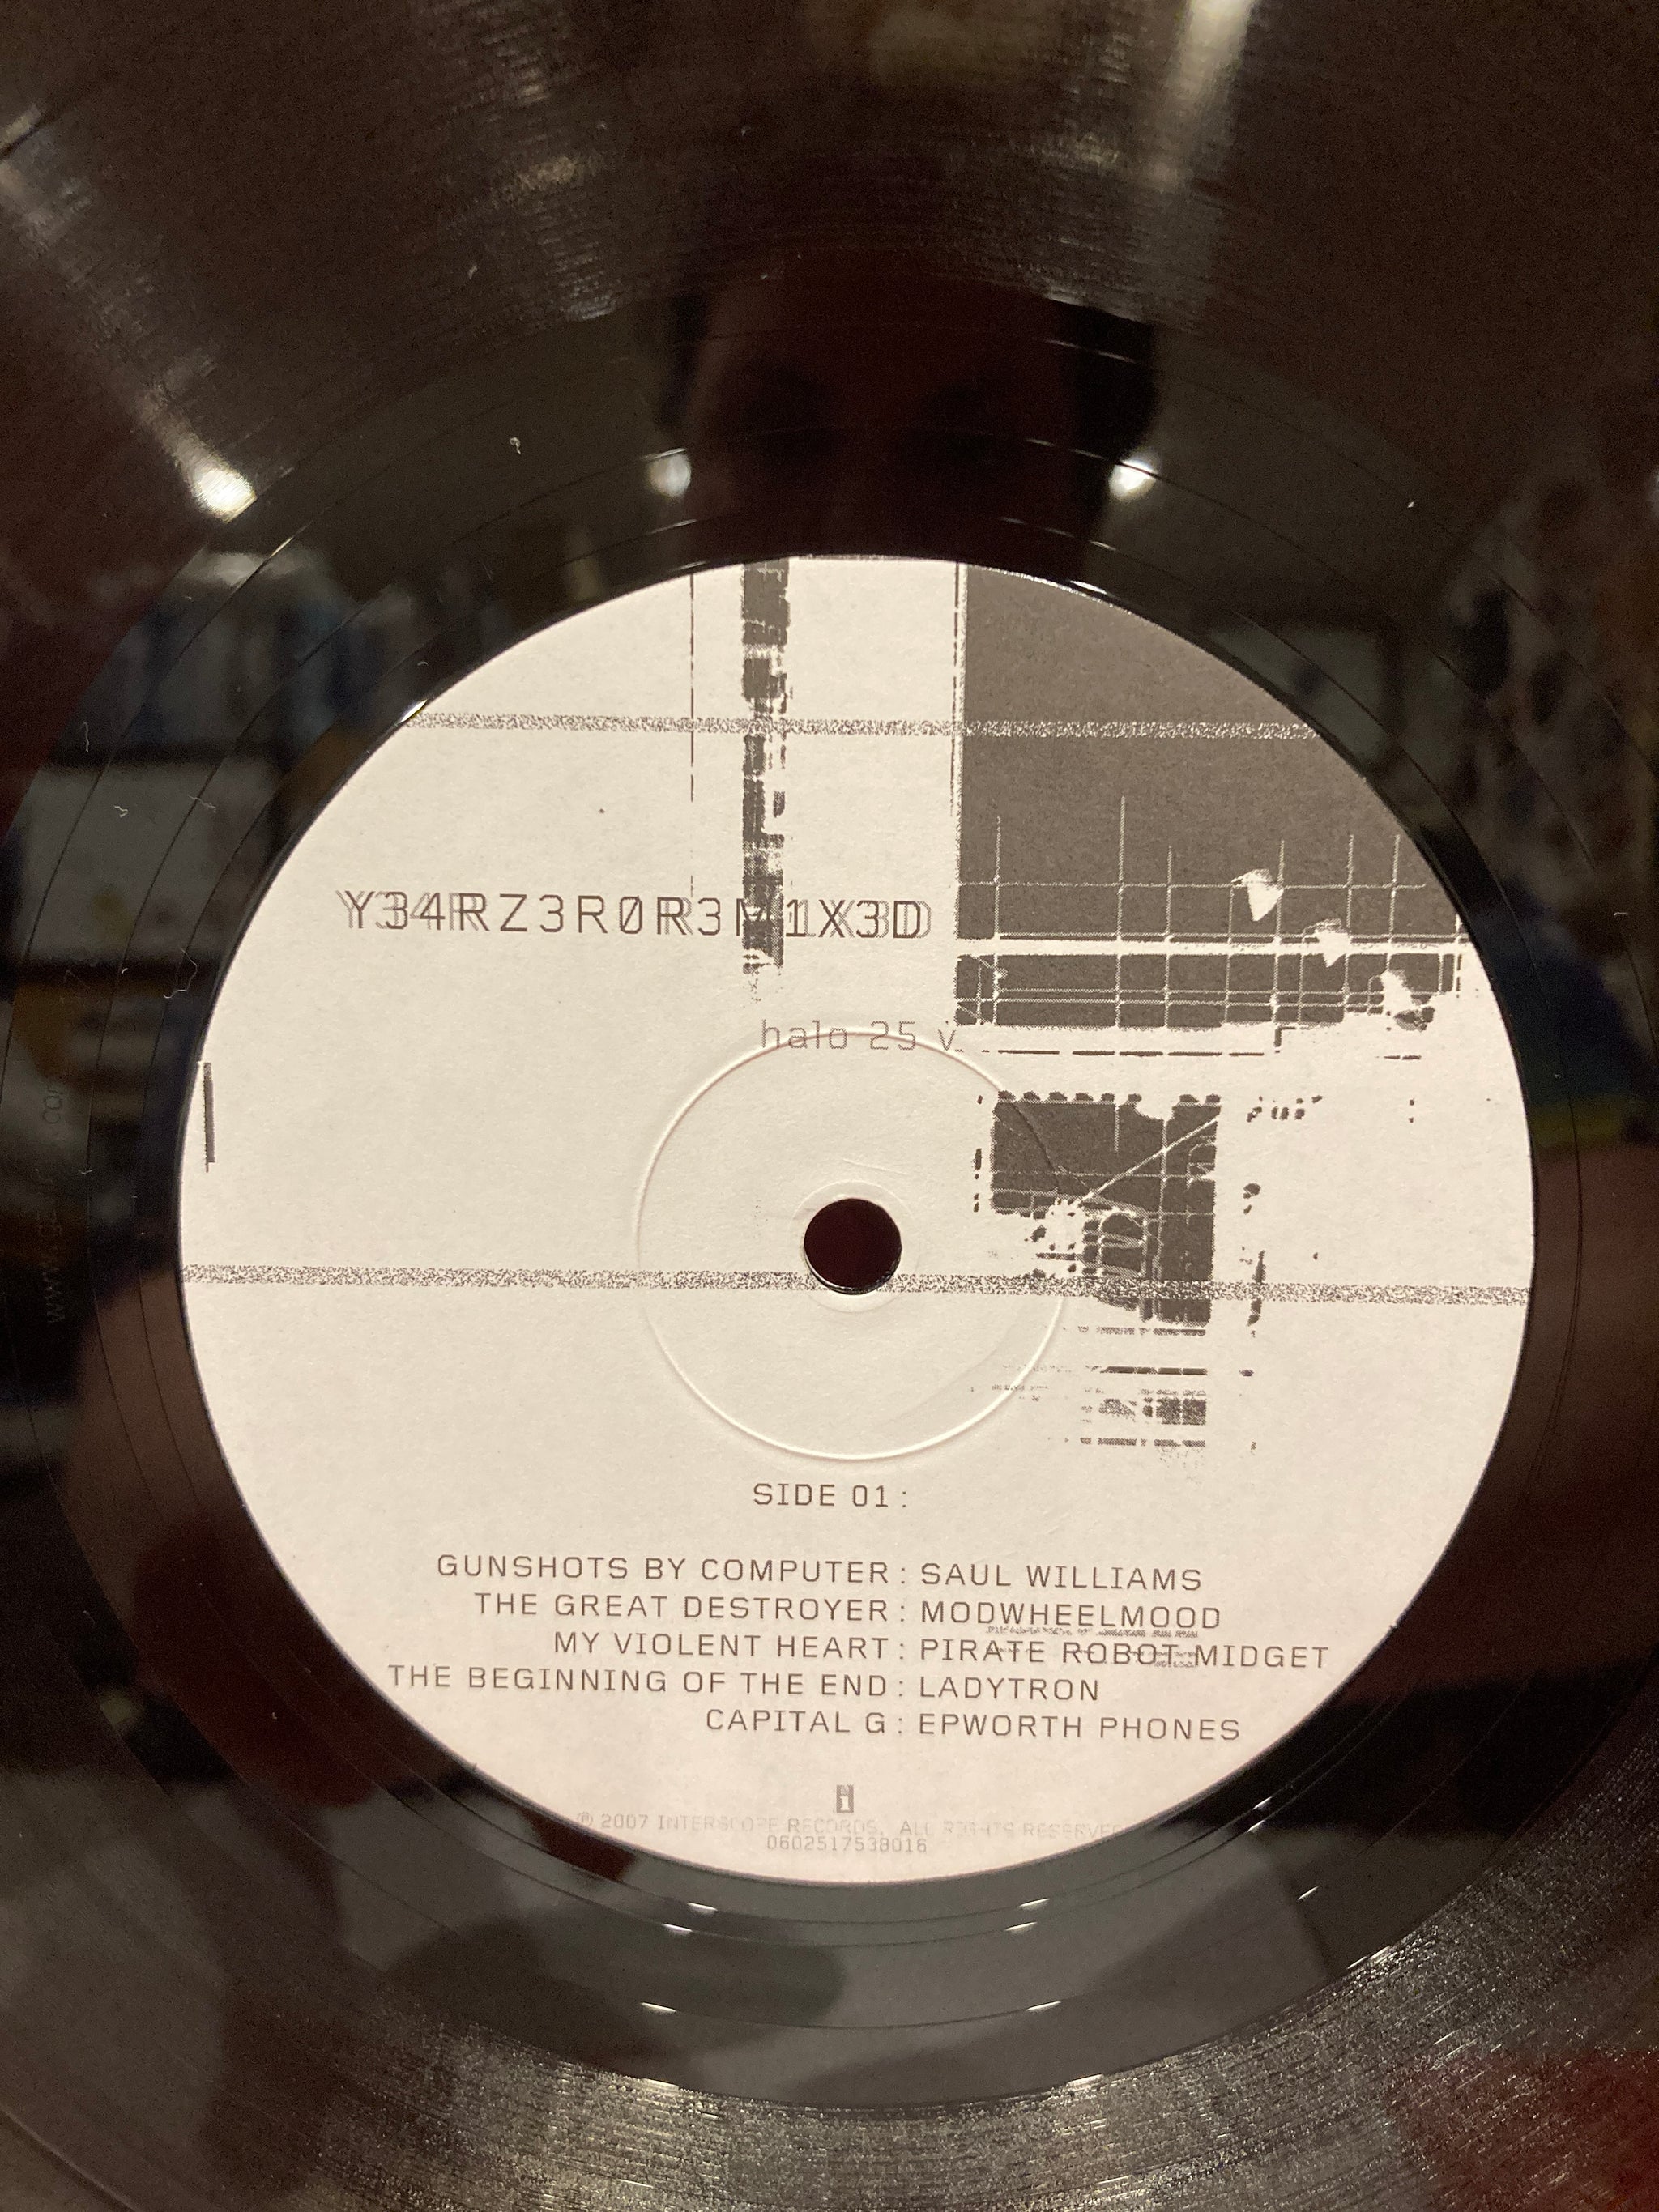 Y34RZ3R0R3M1X3D
halo 25 v
SIDE 01 :
GUNSHOTS BY COMPUTER : SAUL WILLIAMS
THE GREAT DESTROYER : MODWHEELMOOD
MY VIOLENT HEART : PIRATE ROBOT MIDGET
THE BEGINNING OF THE END : LADYTRON
CAPITAL G : EPWORTH PHONES
i
℗ 2007 INTERSCOPE RECORDS. ALL RIGHTS RESERVED
0602517538016